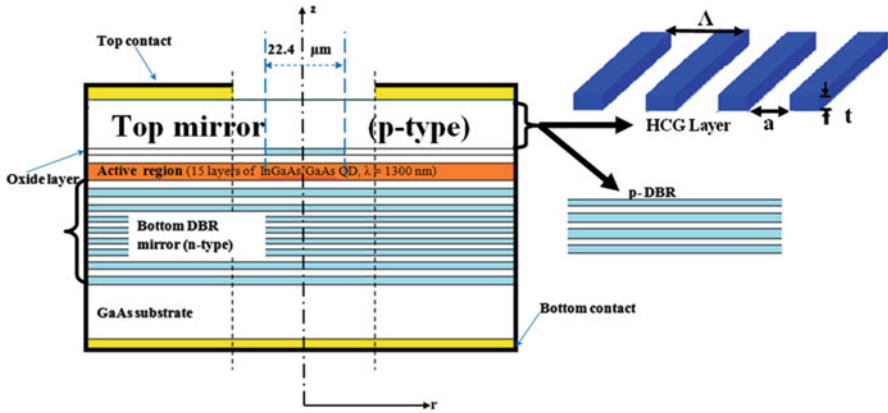 z
Top contact
22.4 μm
Λ
Top mirror (p-type)
HCG Layer
a
t
Oxide layer
Active region (15 layers of InGaAs/GaAs QD, λ = 1300 nm)
p- DBR
Bottom DBR
mirror (n-type)
GaAs substrate
Bottom contact
r